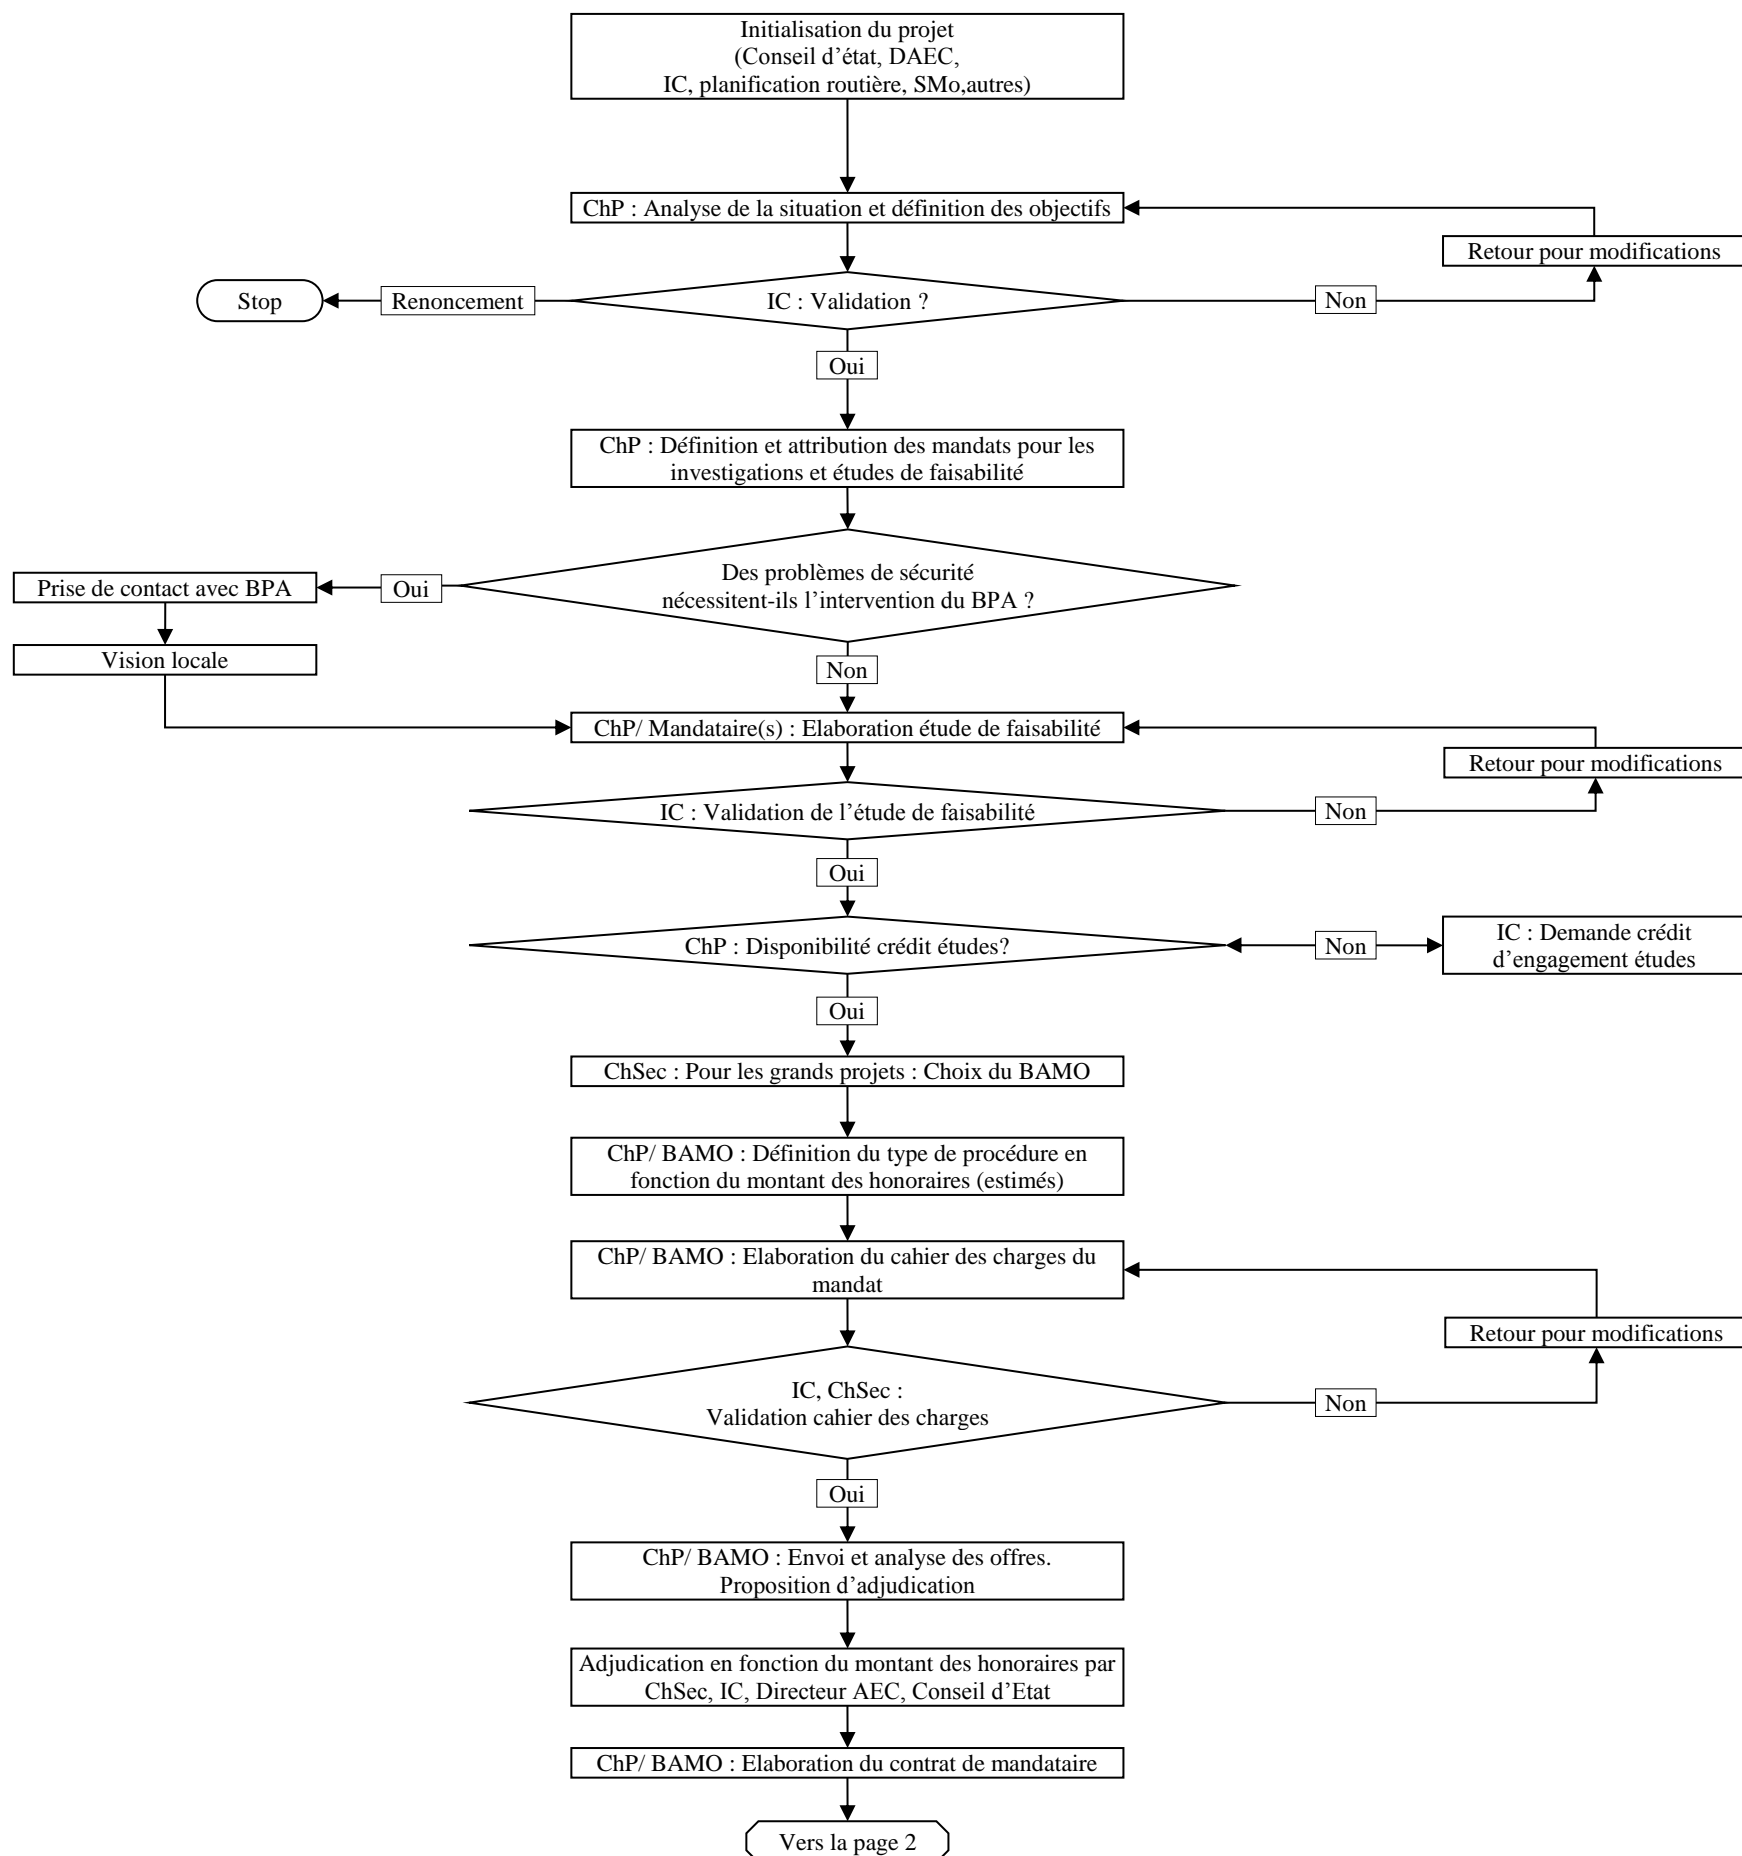 Initialisation du projet
(Conseil d’état, DAEC,
IC, planification routière, SMo,autres)
ChP : Analyse de la situation et définition des objectifs
Retour pour modifications
Stop
Renoncement
IC : Validation ?
Non
Oui
ChP : Définition et attribution des mandats pour les
investigations et études de faisabilité
Des problèmes de sécurité
nécessitent-ils l’intervention du BPA ?
Oui
Prise de contact avec BPA
Vision locale
Non
ChP/ Mandataire(s) : Elaboration étude de faisabilité
Retour pour modifications
IC : Validation de l’étude de faisabilité
Non
Oui
ChP : Disponibilité crédit études?
Non
IC : Demande crédit
d’engagement études
Oui
ChSec : Pour les grands projets : Choix du BAMO
ChP/ BAMO : Définition du type de procédure en
fonction du montant des honoraires (estimés)
ChP/ BAMO : Elaboration du cahier des charges du
mandat
Retour pour modifications
IC, ChSec :
Validation cahier des charges
Non
Oui
ChP/ BAMO : Envoi et analyse des offres.
Proposition d’adjudication
Adjudication en fonction du montant des honoraires par
ChSec, IC, Directeur AEC, Conseil d’Etat
ChP/ BAMO : Elaboration du contrat de mandataire
Vers la page 2